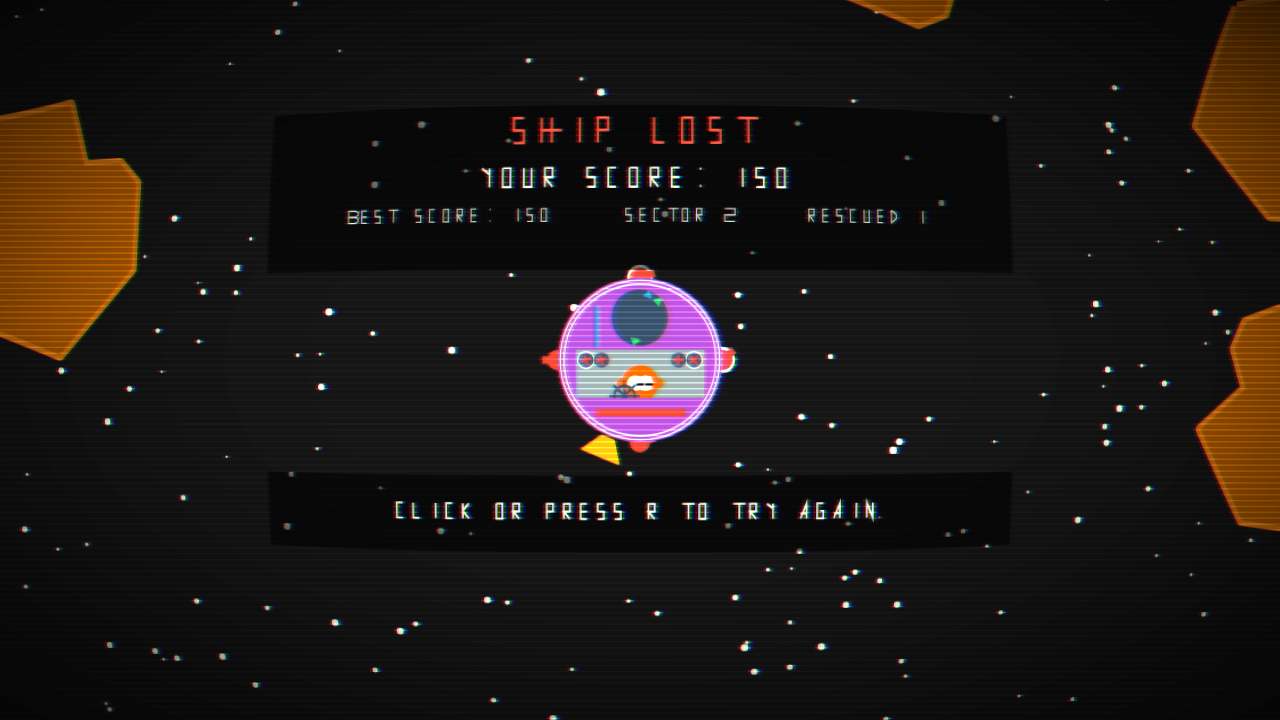 SHIP LOST
YOUR SCORE: 150
BEST SCORE: 150 SECTOR 2 RESCUED 1
CLICK OR PRESS R TO TRY AGAIN